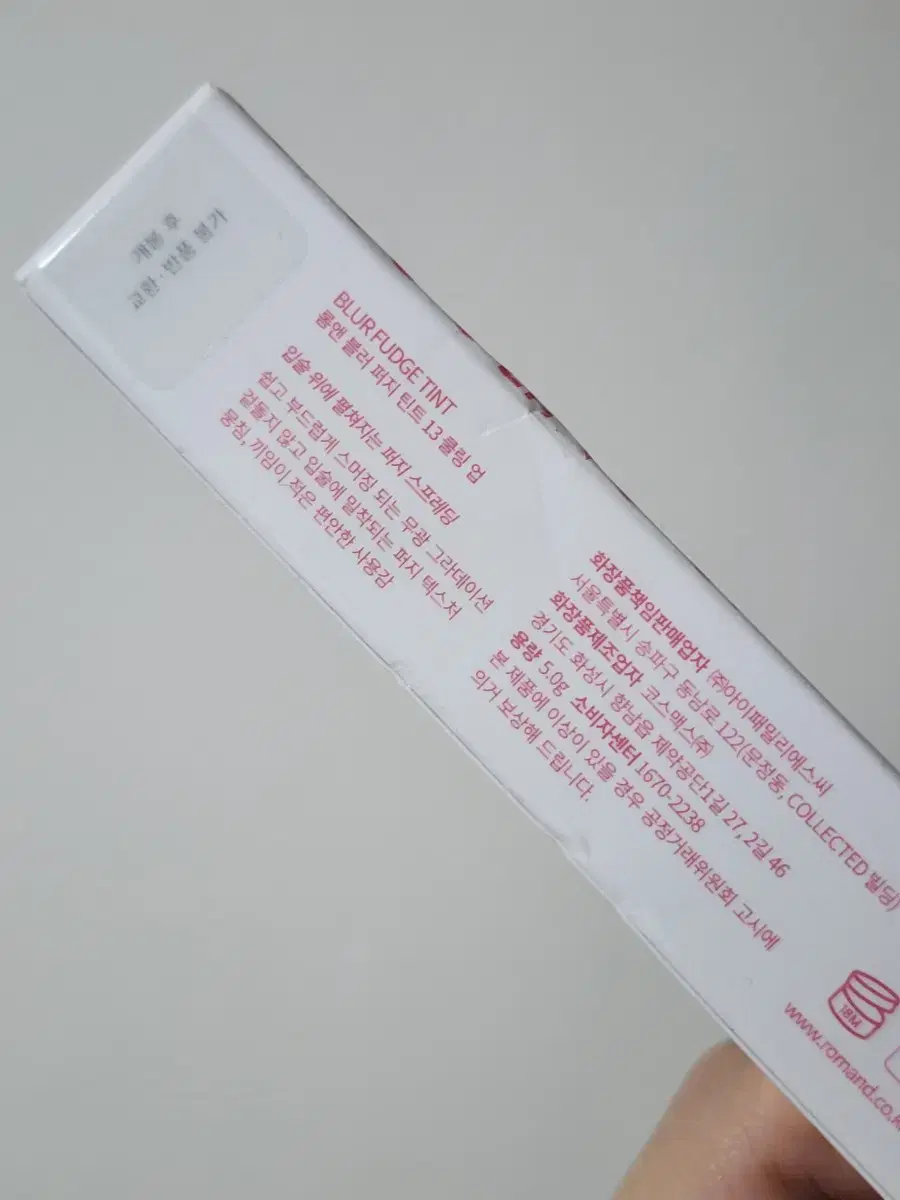 개봉 후
교환·반품 불가
BLUR FUDGE TINT
롬앤 블러 퍼지 틴트 13 쿨링 업
입술 위에 펼쳐지는 퍼지 스프레딩
쉽고 부드럽게 스머징 되는 무광 그라데이션
겉돌지 않고 입술에 밀착되는 퍼지 텍스처
뭉침, 끼임이 적은 편안한 사용감
화장품책임판매업자 ㈜아이패밀리에스씨
서울특별시 송파구 동남로 122(문정동, COLLECTED 빌딩)
화장품제조업자 코스맥스㈜
경기도 화성시 향남읍 제약공단1길 27, 2길 46
용량 5.0g 소비자센터 1670-2238
본 제품에 이상이 있을 경우 공정거래위원회 고시에
의거 보상해 드립니다.
18M
www.romand.co.k